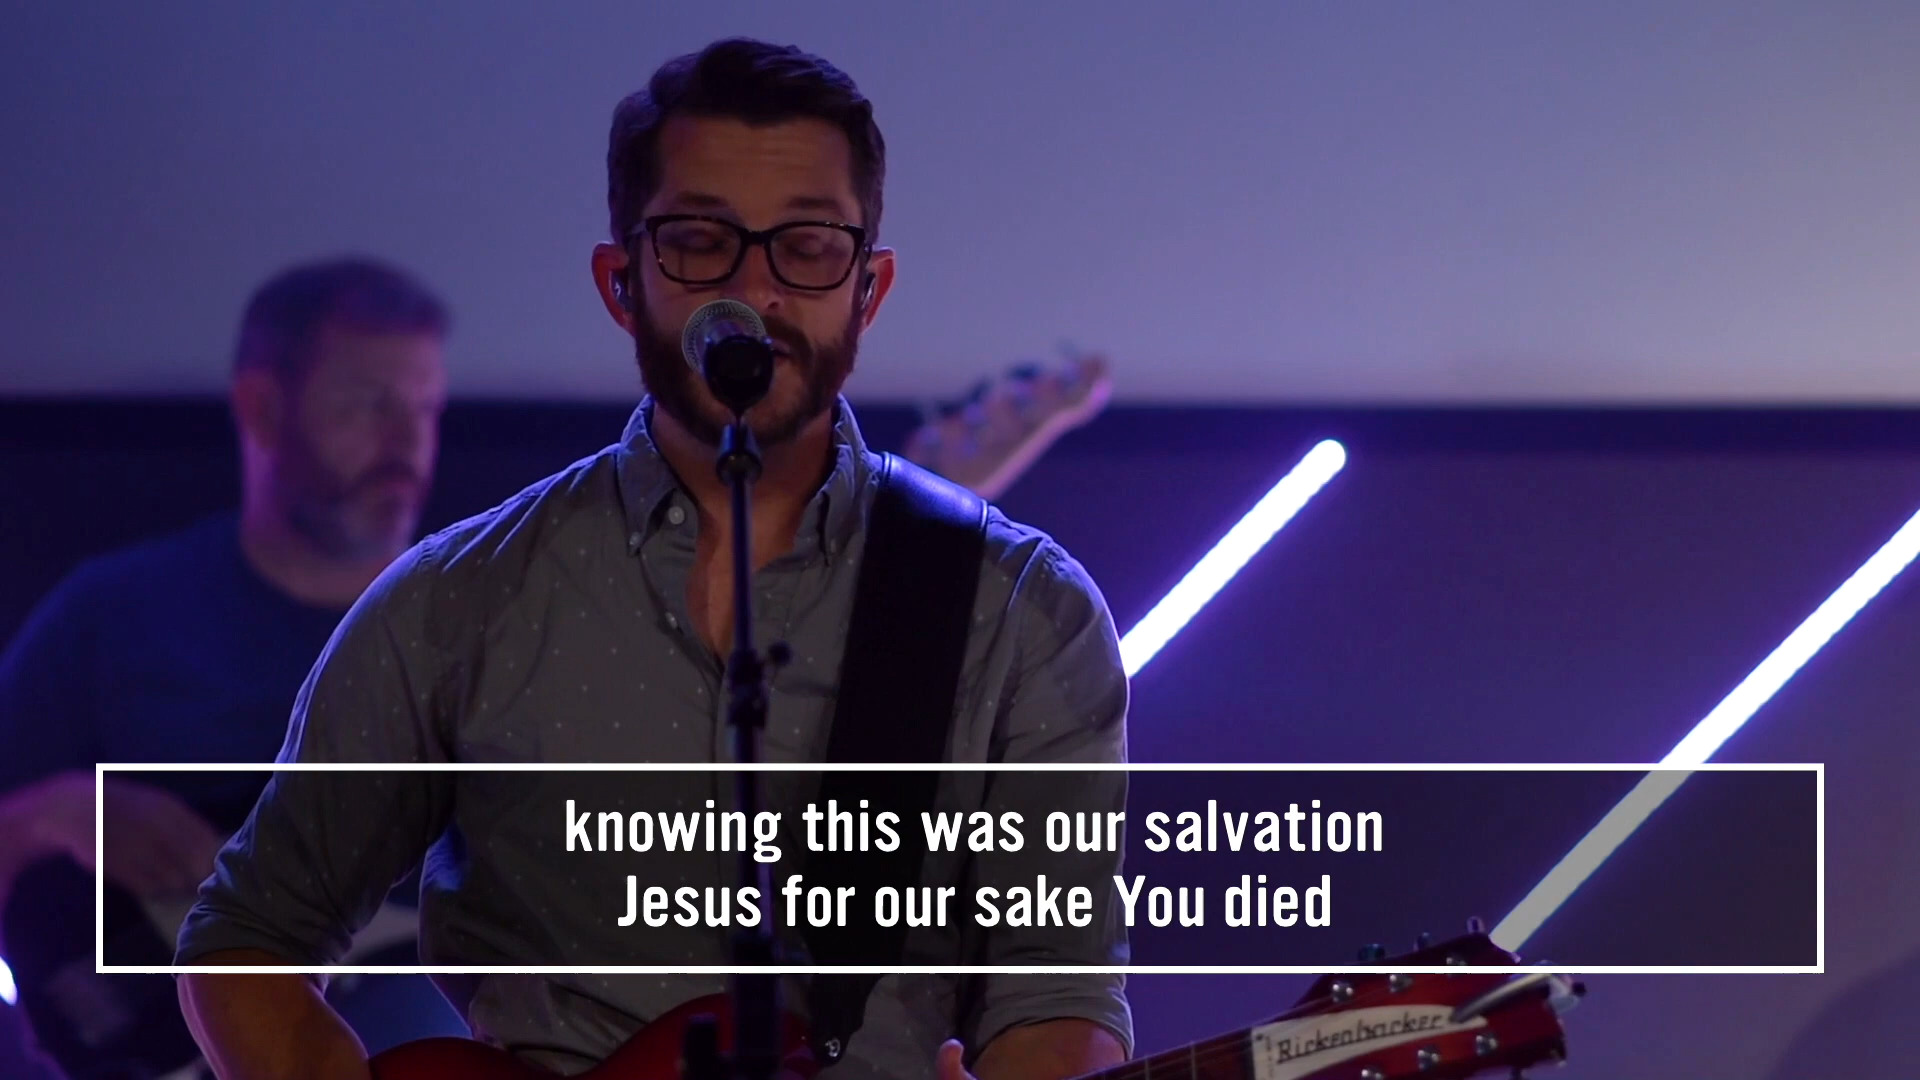 knowing this was our salvation
Jesus for our sake You died
Rickenbacker